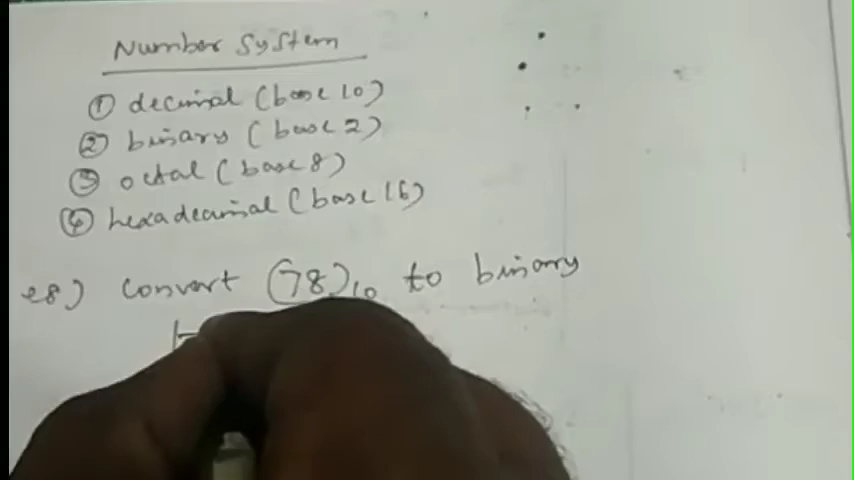 Number System
① decimal (base 10)
② binary (base 2)
③ octal (base 8)
④ hexadecimal (base 16)
eg) convert (78)10 to binary